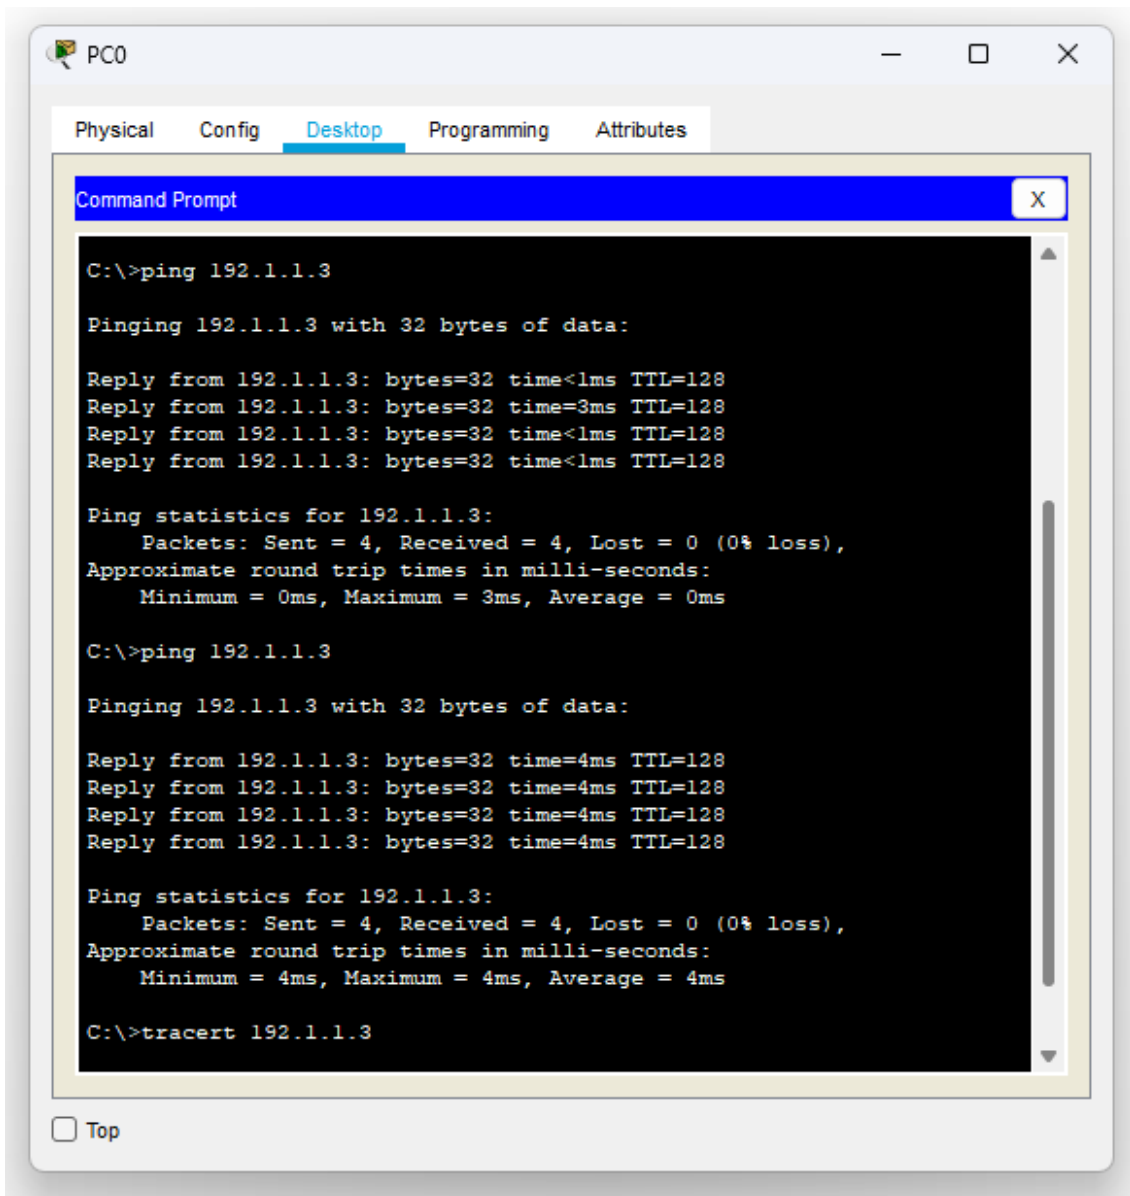 PC0
Physical Config Desktop Programming Attributes
Command Prompt
X
C:\>ping 192.1.1.3
Pinging 192.1.1.3 with 32 bytes of data:
Reply from 192.1.1.3: bytes=32 time<1ms TTL=128
Reply from 192.1.1.3: bytes=32 time=3ms TTL=128
Reply from 192.1.1.3: bytes=32 time<1ms TTL=128
Reply from 192.1.1.3: bytes=32 time<1ms TTL=128
Ping statistics for 192.1.1.3:
Packets: Sent = 4, Received = 4, Lost = 0 (0% loss),
Approximate round trip times in milli-seconds:
Minimum = 0ms, Maximum = 3ms, Average = 0ms
C:\>ping 192.1.1.3
Pinging 192.1.1.3 with 32 bytes of data:
Reply from 192.1.1.3: bytes=32 time=4ms TTL=128
Reply from 192.1.1.3: bytes=32 time=4ms TTL=128
Reply from 192.1.1.3: bytes=32 time=4ms TTL=128
Reply from 192.1.1.3: bytes=32 time=4ms TTL=128
Ping statistics for 192.1.1.3:
Packets: Sent = 4, Received = 4, Lost = 0 (0% loss),
Approximate round trip times in milli-seconds:
Minimum = 4ms, Maximum = 4ms, Average = 4ms
C:\>tracert 192.1.1.3
Top